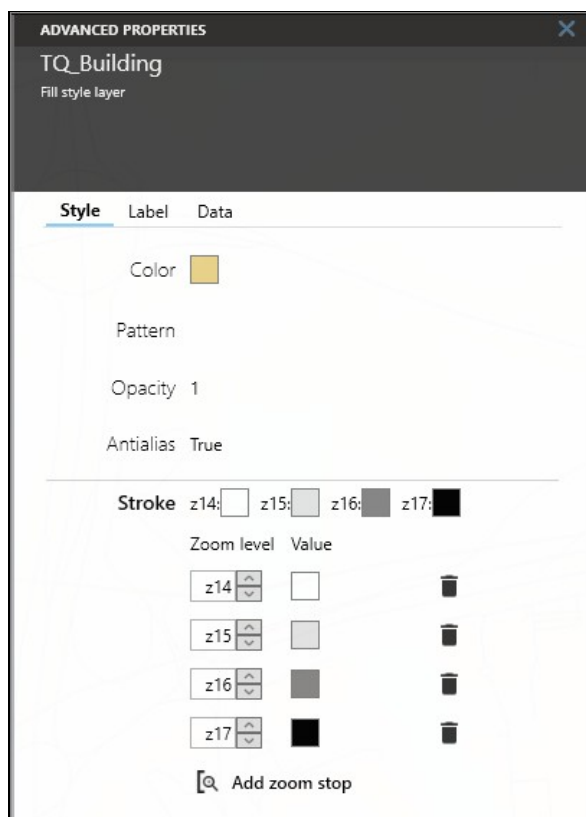 ADVANCED PROPERTIES
TQ_Building
Fill style layer
Style Label Data
Color
Pattern
Opacity 1
Antialias True
Stroke z14: z15: z16: z17:
Zoom level Value
z14
z15
z16
z17
Add zoom stop